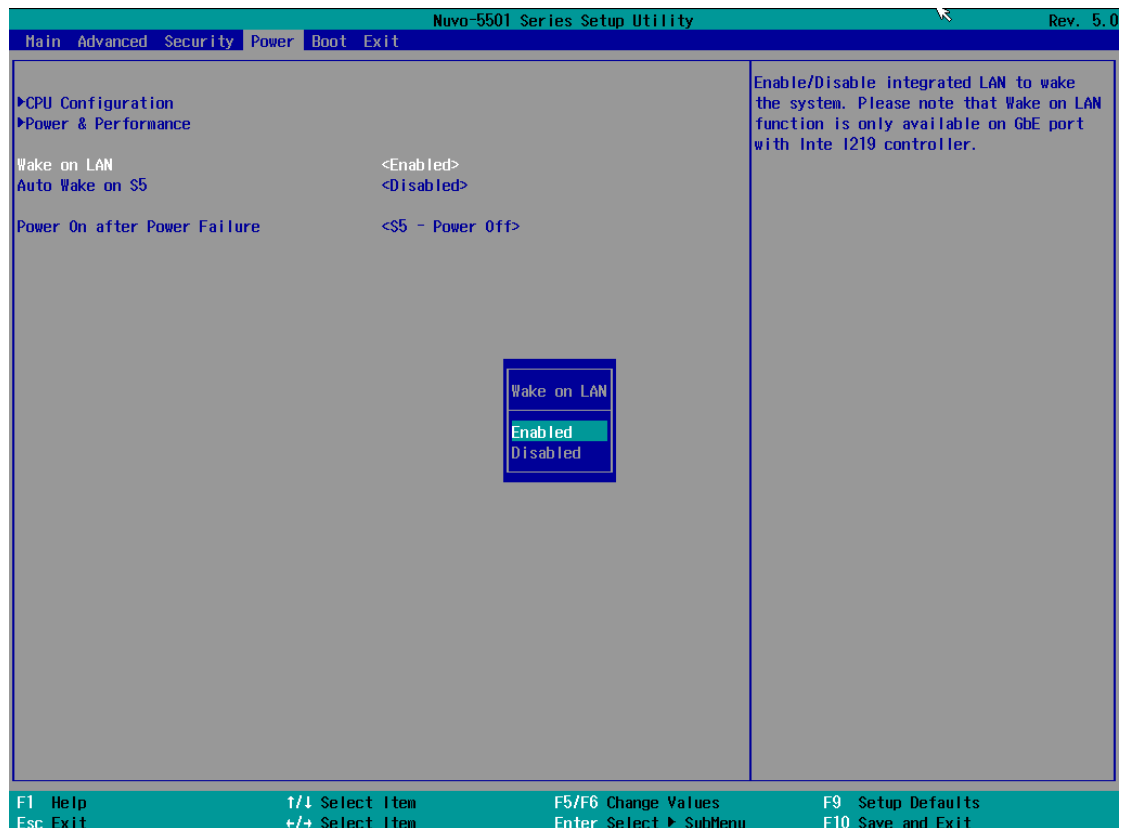 Nuvo-5501 Series Setup Utility Rev. 5.0
Main Advanced Security Power Boot Exit
▶CPU Configuration
▶Power & Performance
Wake on LAN <Enabled>
Auto Wake on S5 <Disabled>
Power On after Power Failure <S5 - Power Off>
Enable/Disable integrated LAN to wake
the system. Please note that Wake on LAN
function is only available on GbE port
with Inte I219 controller.
Wake on LAN
Enabled
Disabled
F1 Help ↑/↓ Select Item F5/F6 Change Values F9 Setup Defaults
Esc Exit ←/→ Select Item Enter Select ▶ SubMenu F10 Save and Exit